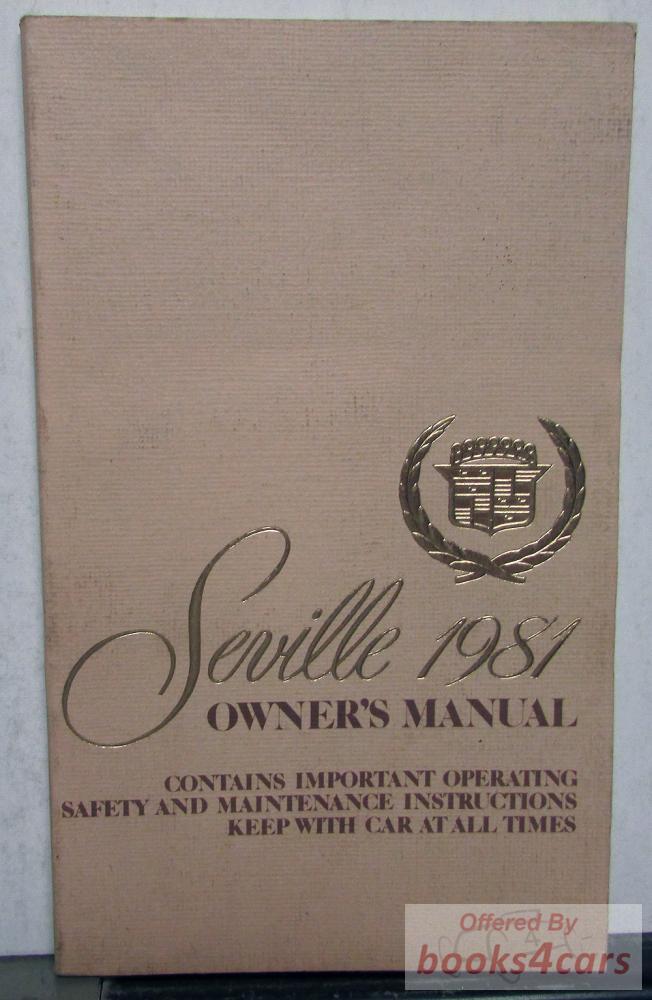 Seville 1981
OWNER'S MANUAL
CONTAINS IMPORTANT OPERATING
SAFETY AND MAINTENANCE INSTRUCTIONS
KEEP WITH CAR AT ALL TIMES
Offered By
books4cars